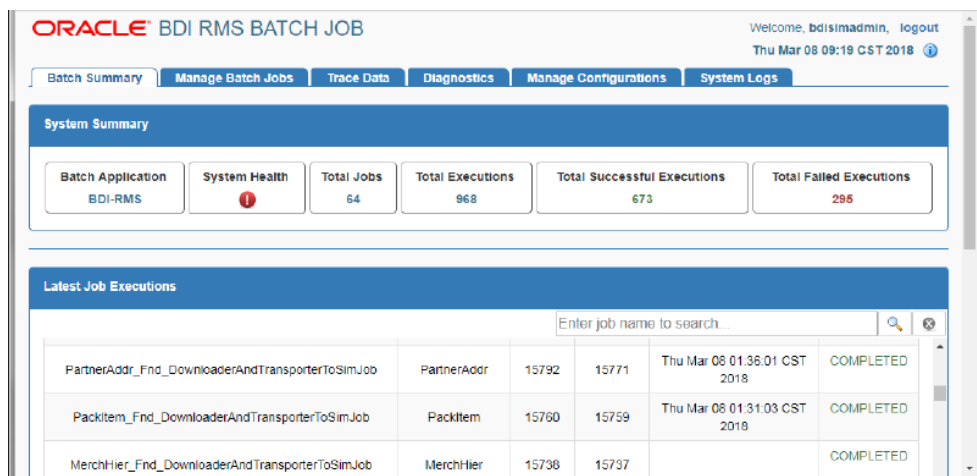 ORACLE® BDI RMS BATCH JOB
Welcome, bdisimadmin, logout
Thu Mar 08 09:19 CST 2018
Batch Summary Manage Batch Jobs Trace Data Diagnostics Manage Configurations System Logs
System Summary
Batch Application System Health Total Jobs Total Executions Total Successful Executions Total Failed Executions
BDI-RMS ! 64 968 673 295
Latest Job Executions
Enter job name to search...
PartnerAddr_Fnd_DownloaderAndTransporterToSimJob PartnerAddr 15792 15771 Thu Mar 08 01:36:01 CST COMPLETED
2018
PackItem_Fnd_DownloaderAndTransporterToSimJob PackItem 15760 15759 Thu Mar 08 01:31:03 CST COMPLETED
2018
MerchHier_Fnd_DownloaderAndTransporterToSimJob MerchHier 15738 15737 COMPLETED